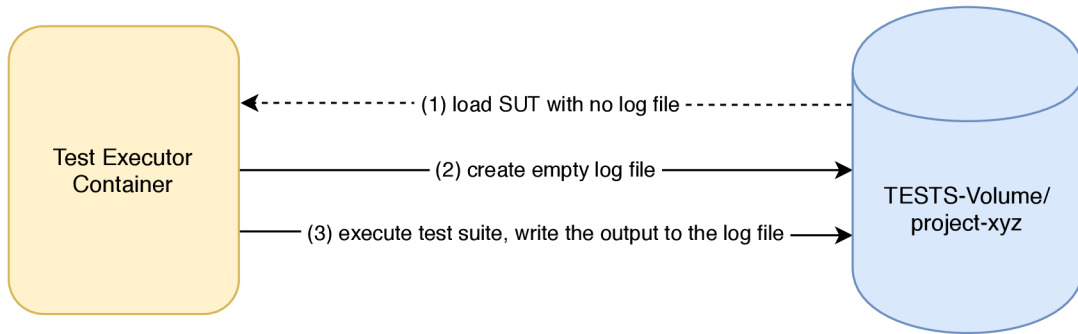 (1) load SUT with no log file
Test Executor
Container
(2) create empty log file
TESTS-Volume/
project-xyz
(3) execute test suite, write the output to the log file